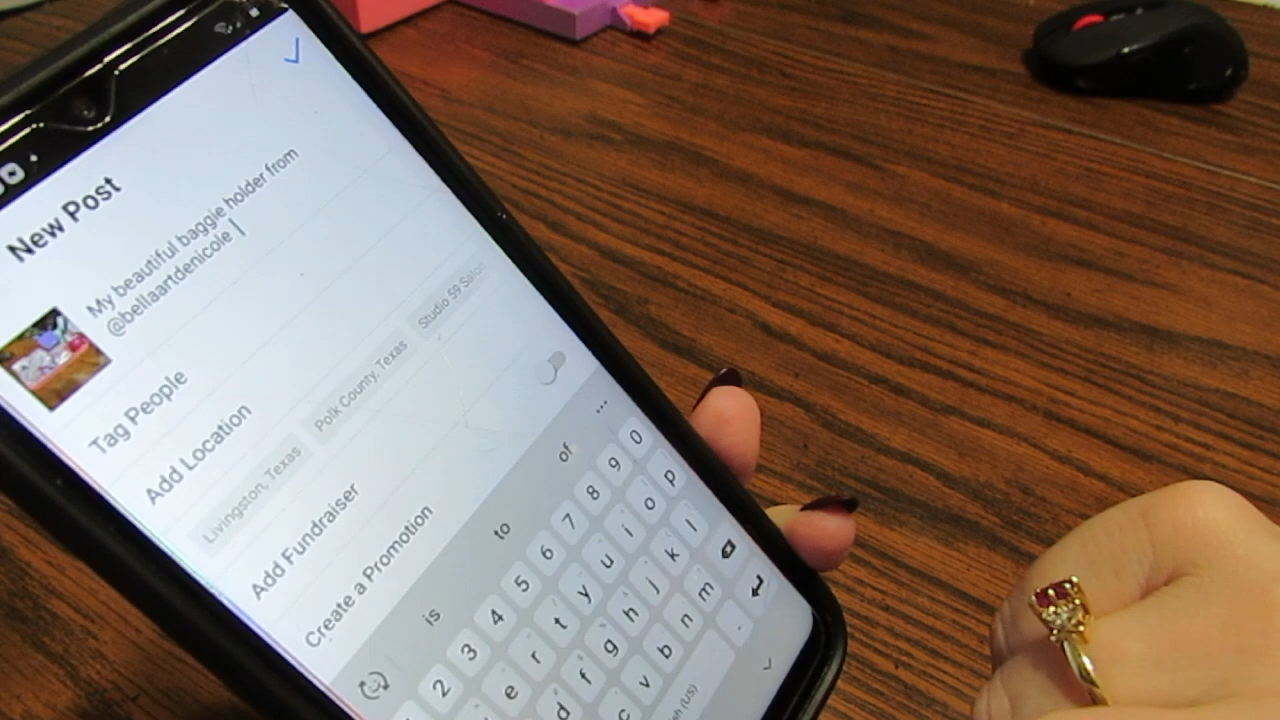 New Post
My beautiful baggie holder from
@bellaartdenicole
Tag People
Add Location
Livingston, Texas
Polk County, Texas
Studio 59 Salon
Add Fundraiser
Create a Promotion
is to of
2 3 4 5 6 7 8 9 0
e r t y u i o p
d f g h j k l
c v b n m
(US) .